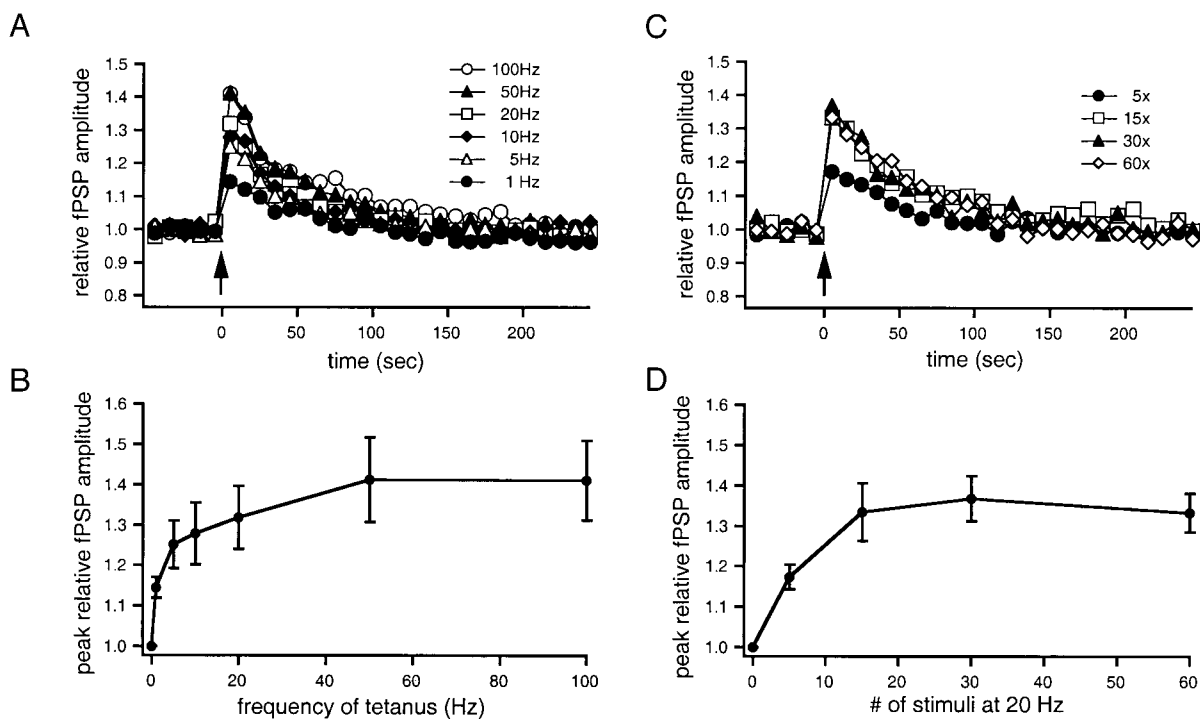 A
relative fPSP amplitude
1.5
1.4
1.3
1.2
1.1
1.0
0.9
0.8
100Hz
50Hz
20Hz
10Hz
5Hz
1 Hz
0
50
100
150
200
time (sec)
C
relative fPSP amplitude
1.5
1.4
1.3
1.2
1.1
1.0
0.9
0.8
5x
15x
30x
60x
0
50
100
150
200
time (sec)
B
peak relative fPSP amplitude
1.6
1.5
1.4
1.3
1.2
1.1
1.0
0
20
40
60
80
100
frequency of tetanus (Hz)
D
peak relative fPSP amplitude
1.6
1.5
1.4
1.3
1.2
1.1
1.0
0
10
20
30
40
50
60
# of stimuli at 20 Hz